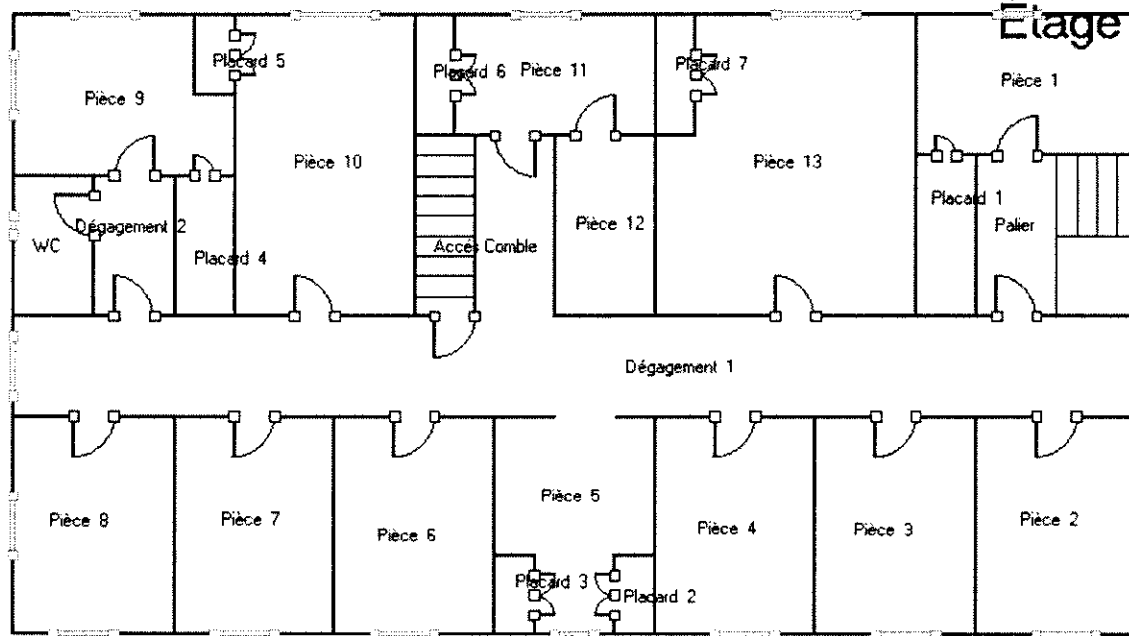 Etage
Placard 5
Placard 6
Pièce 11
Placard 7
Pièce 1
Pièce 9
Pièce 10
Pièce 13
Placard 1
Palier
WC
Dégagement 2
Placard 4
Accès Comble
Pièce 12
Dégagement 1
Pièce 8
Pièce 7
Pièce 6
Pièce 5
Pièce 4
Pièce 3
Pièce 2
Placard 3
Placard 2